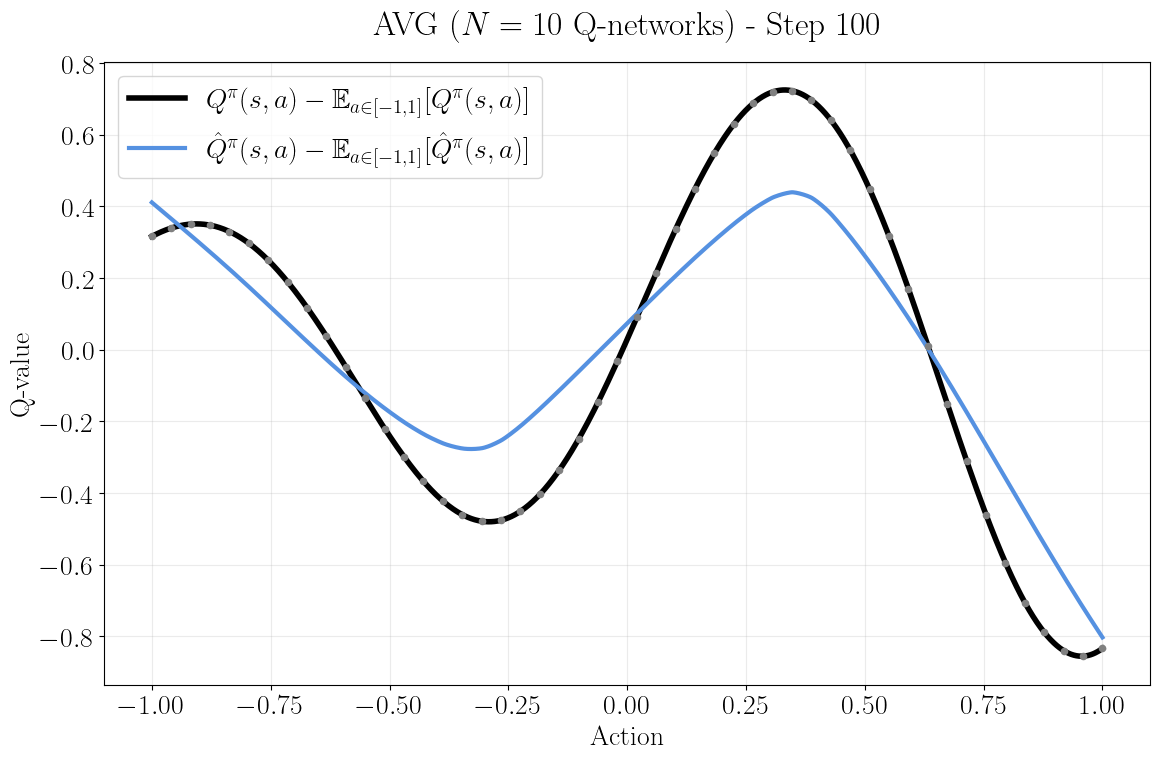 AVG (N = 10 Q-networks) - Step 100
Q^π(s, a) − 𝔼_{a∈[−1,1]}[Q^π(s, a)]
Q̂^π(s, a) − 𝔼_{a∈[−1,1]}[Q̂^π(s, a)]
Q-value
0.8
0.6
0.4
0.2
0.0
−0.2
−0.4
−0.6
−0.8
−1.00 −0.75 −0.50 −0.25 0.00 0.25 0.50 0.75 1.00
Action